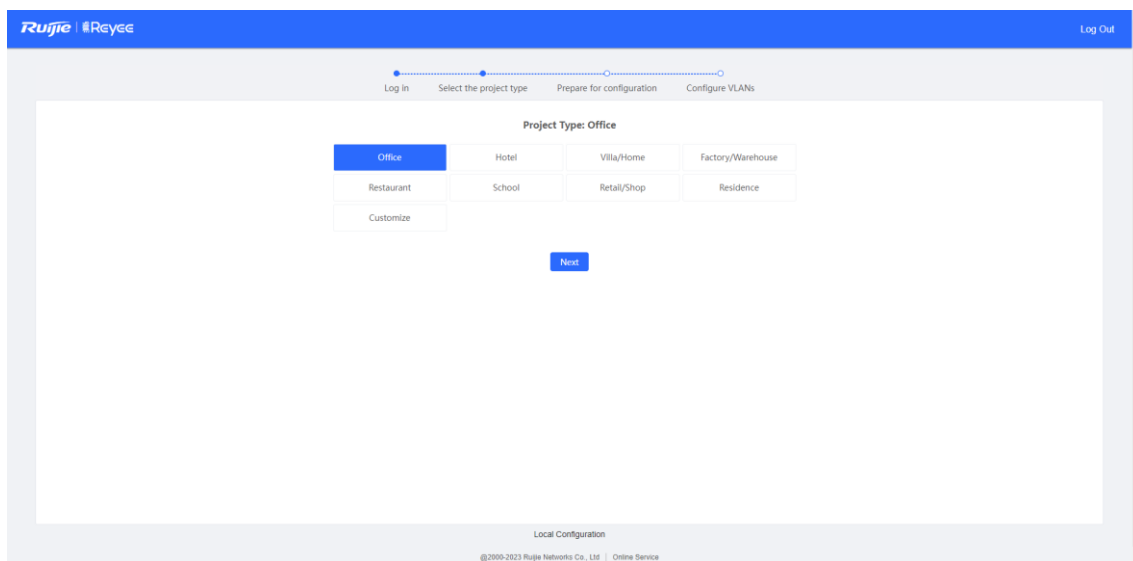 Ruijie | Reyee
Log Out
Log in Select the project type Prepare for configuration Configure VLANs
Project Type: Office
Office Hotel Villa/Home Factory/Warehouse
Restaurant School Retail/Shop Residence
Customize
Next
Local Configuration
@2000-2023 Ruijie Networks Co., Ltd | Online Service